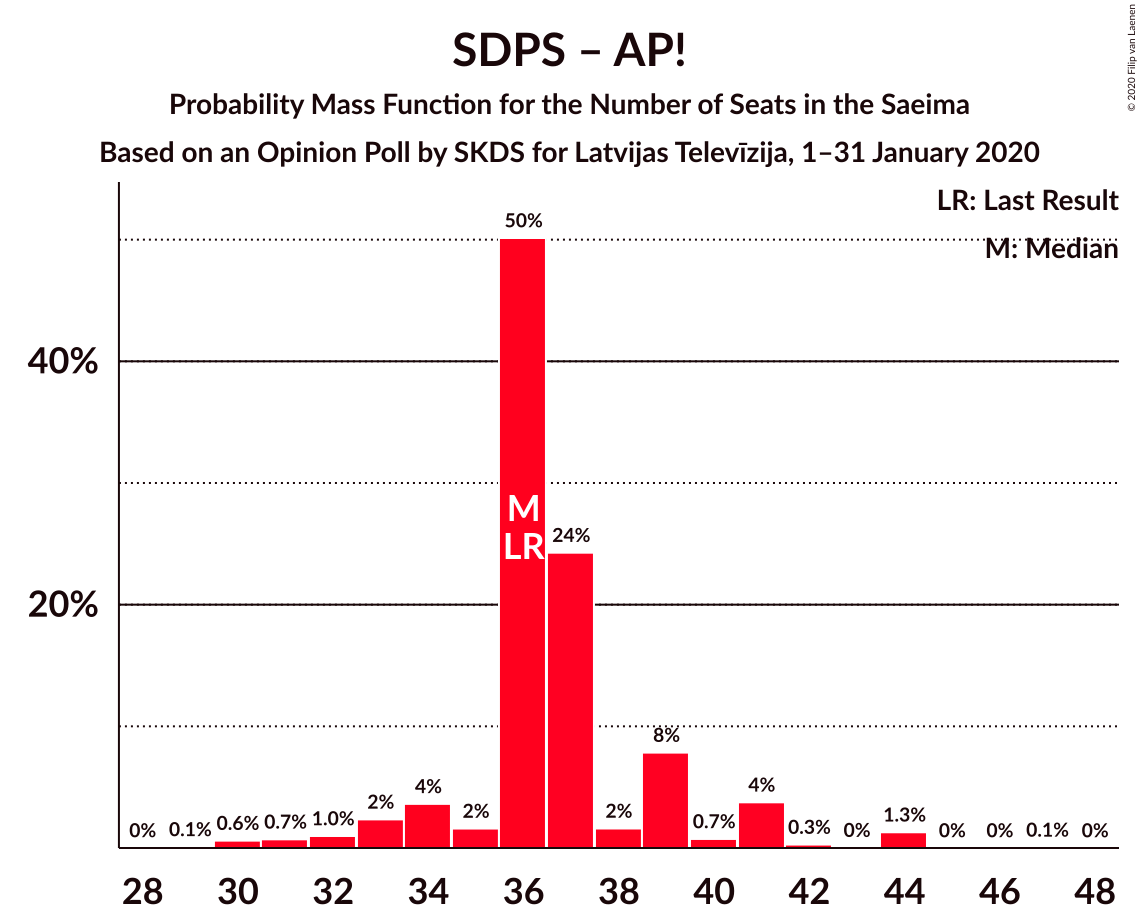 SDPS – AP!
Probability Mass Function for the Number of Seats in the Saeima
Based on an Opinion Poll by SKDS for Latvijas Televīzija, 1–31 January 2020
© 2020 Filip van Laenen
LR: Last Result
M: Median
40%
20%
0%
0.1%
0.6%
0.7%
1.0%
2%
4%
2%
50%
M
LR
24%
2%
8%
0.7%
4%
0.3%
0%
1.3%
0%
0%
0.1%
0%
28 30 32 34 36 38 40 42 44 46 48